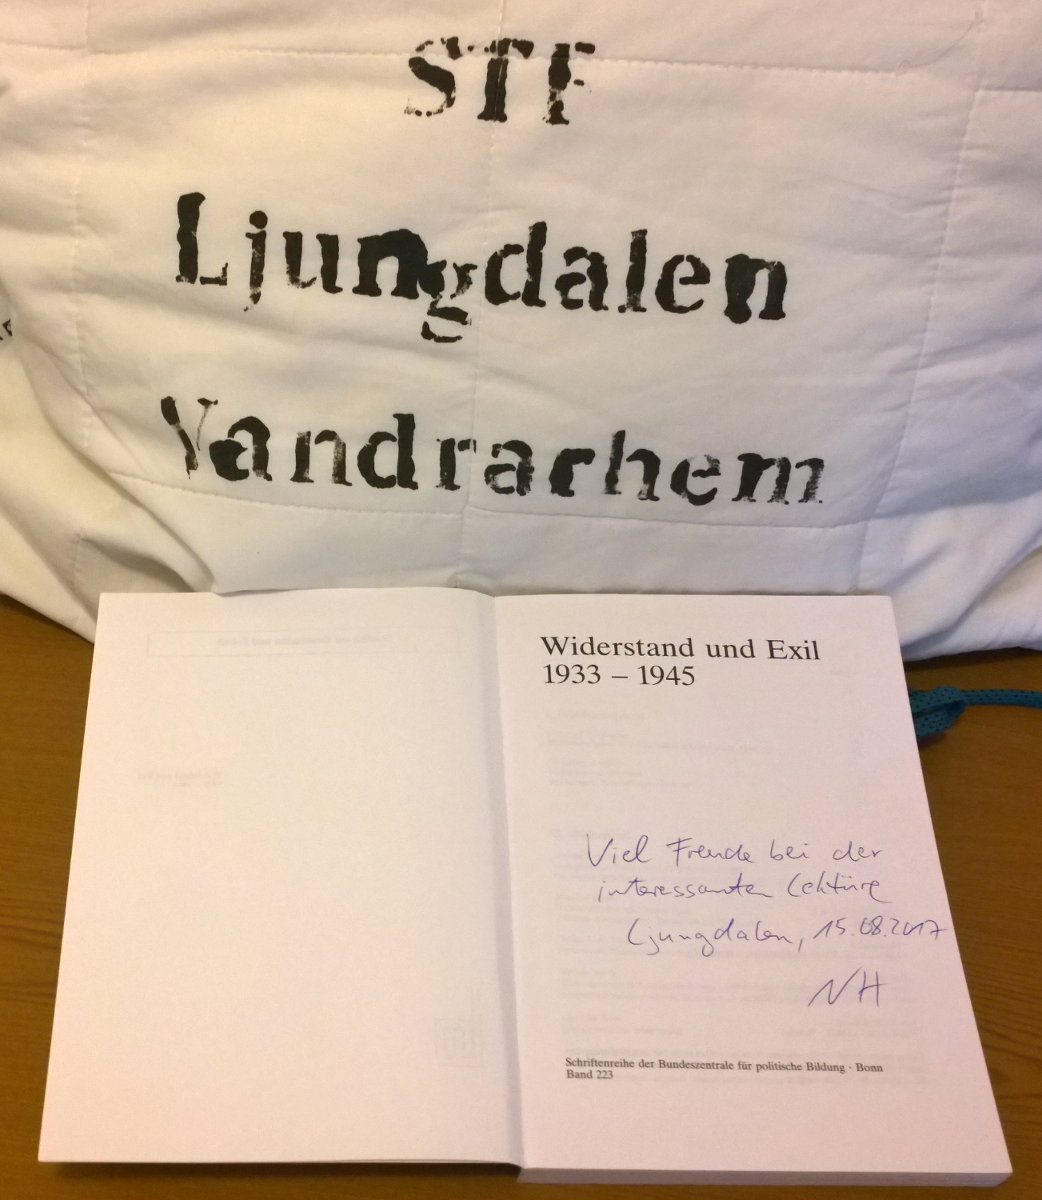 STF
Ljungdalen
Vandrarhem
Widerstand und Exil
1933 – 1945
Viel Freude bei der
interessanten Lektüre
Ljungdalen, 15.08.2017
NH
Schriftenreihe der Bundeszentrale für politische Bildung · Bonn
Band 223